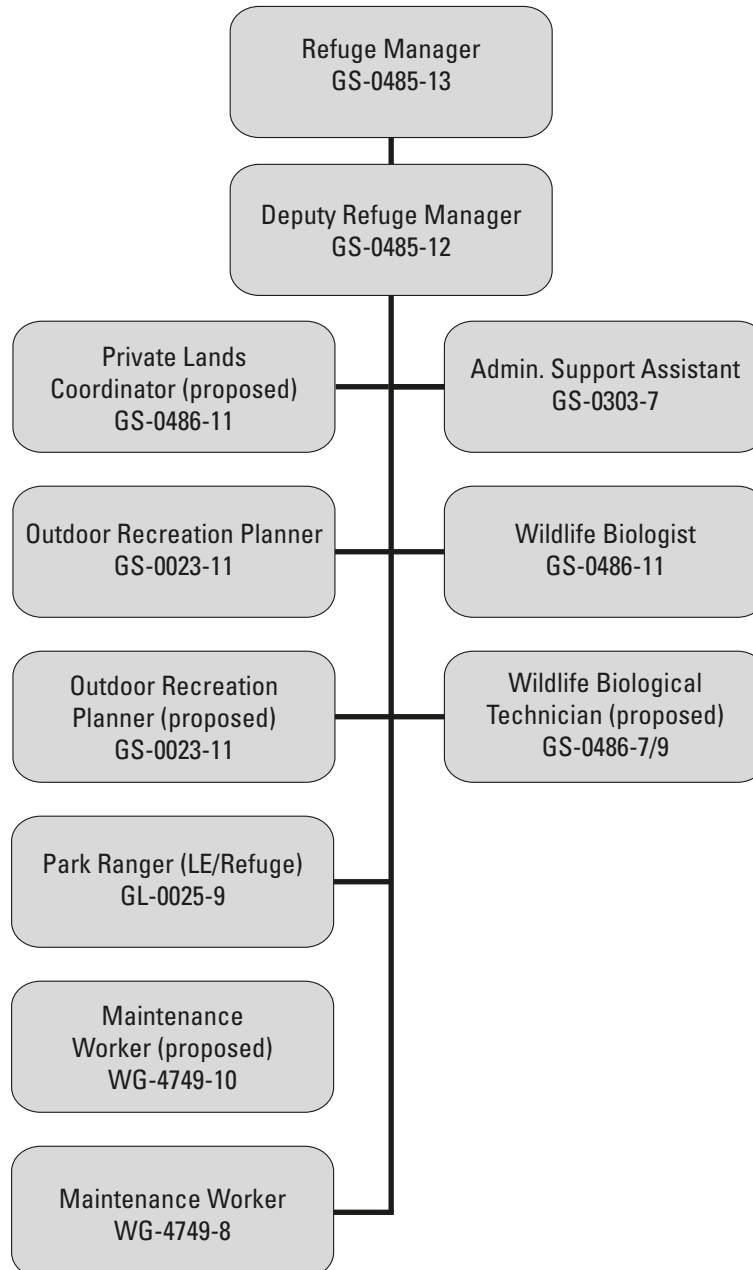 Refuge Manager
GS-0485-13
Deputy Refuge Manager
GS-0485-12
Private Lands
Coordinator (proposed)
GS-0486-11
Admin. Support Assistant
GS-0303-7
Outdoor Recreation Planner
GS-0023-11
Wildlife Biologist
GS-0486-11
Outdoor Recreation
Planner (proposed)
GS-0023-11
Wildlife Biological
Technician (proposed)
GS-0486-7/9
Park Ranger (LE/Refuge)
GL-0025-9
Maintenance
Worker (proposed)
WG-4749-10
Maintenance Worker
WG-4749-8